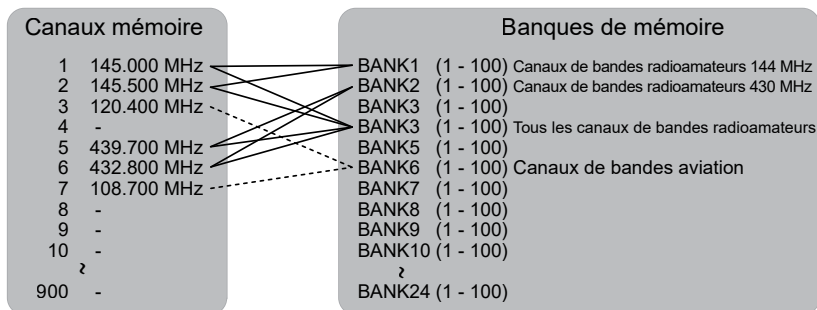 Canaux mémoire
1 145.000 MHz
2 145.500 MHz
3 120.400 MHz
4 -
5 439.700 MHz
6 432.800 MHz
7 108.700 MHz
8 -
9 -
10 -
~
900 -
Banques de mémoire
BANK1 (1 - 100) Canaux de bandes radioamateurs 144 MHz
BANK2 (1 - 100) Canaux de bandes radioamateurs 430 MHz
BANK3 (1 - 100)
BANK3 (1 - 100) Tous les canaux de bandes radioamateurs
BANK5 (1 - 100)
BANK6 (1 - 100) Canaux de bandes aviation
BANK7 (1 - 100)
BANK8 (1 - 100)
BANK9 (1 - 100)
BANK10 (1 - 100)
~
BANK24 (1 - 100)